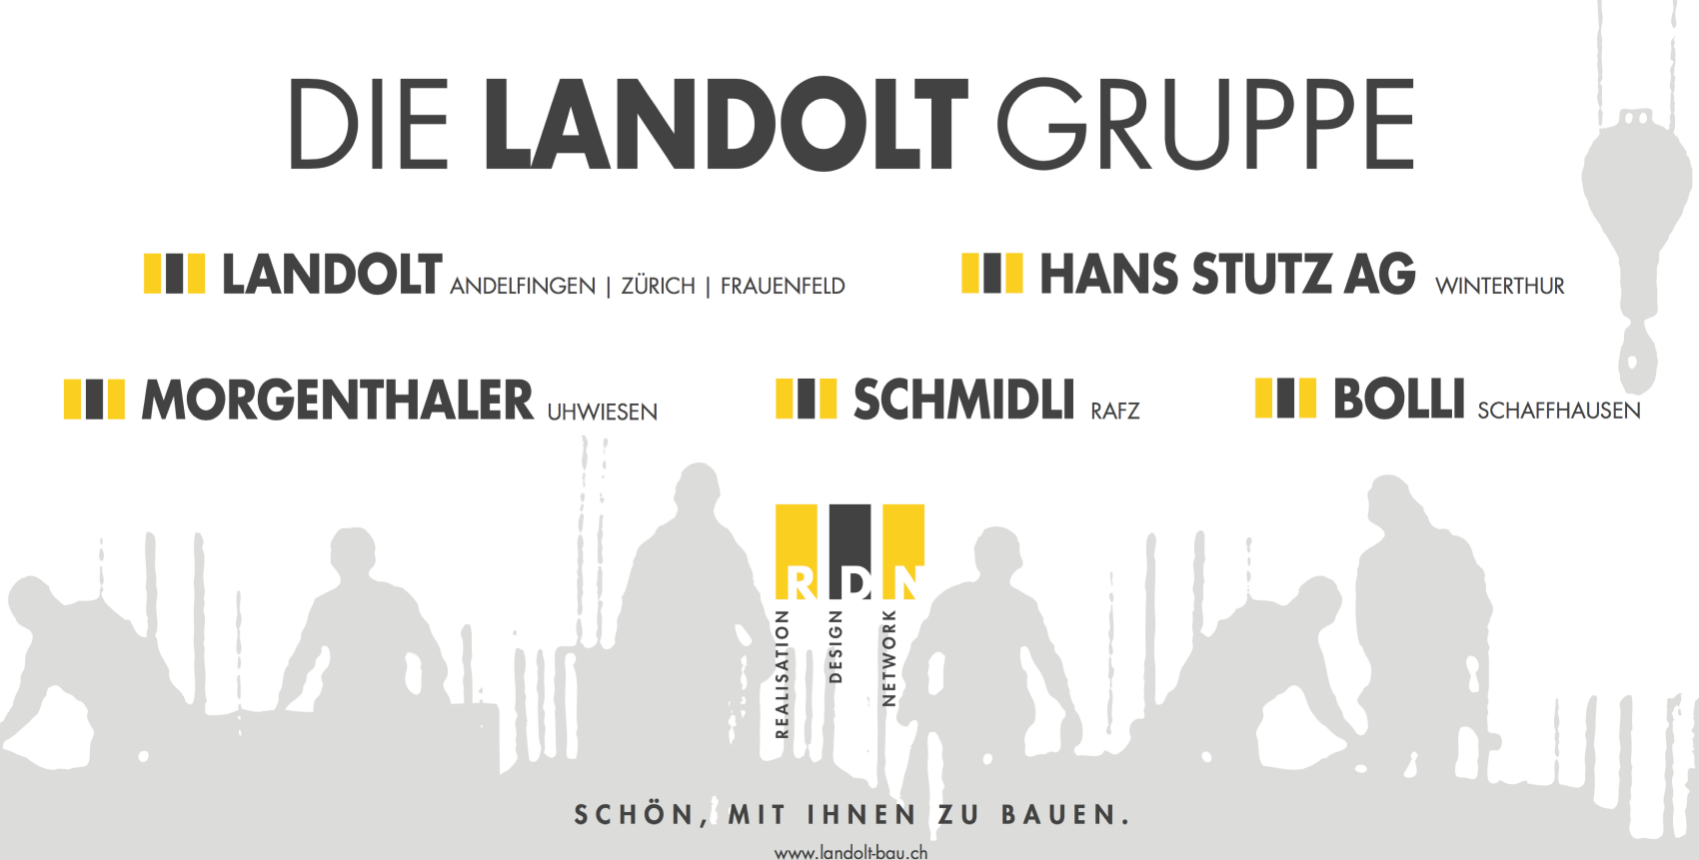 DIE LANDOLT GRUPPE
LANDOLT ANDELFINGEN | ZÜRICH | FRAUENFELD
HANS STUTZ AG WINTERTHUR
MORGENTHALER UHWIESEN
SCHMIDLI RAFZ
BOLLI SCHAFFHAUSEN
RDN
REALISATION
DESIGN
NETWORK
SCHÖN, MIT IHNEN ZU BAUEN.
www.landolt-bau.ch